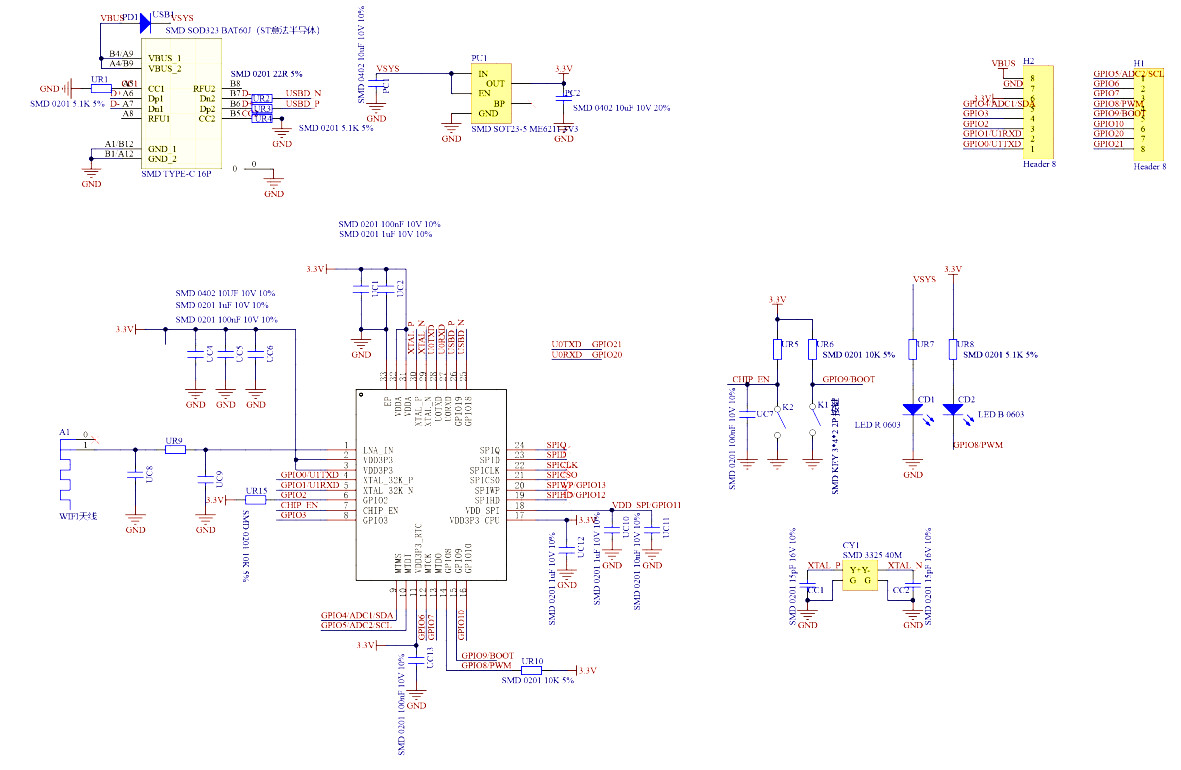 VBUS
PD1
USB1
VSYS
SMD SOD323 BAT60J（ST意法半导体）
B4/A9
A4/B9
VBUS_1
VBUS_2
SMD 0201 22R 5%
GND
UR1
A5
CC1
RFU2
B8
D+
A6
Dp1
Dn2
B7
D-
UR2
USBD_N
SMD 0201 5.1K 5%
D-
A7
Dn1
Dp2
B6
D+
UR3
USBD_P
A8
RFU1
CC2
B5
UR4
SMD 0201 5.1K 5%
GND
A1/B12
B1/A12
GND_1
GND_2
GND
SMD TYPE-C 16P
0
0
GND
SMD 0402 10uF 10V 10%
VSYS
PC1
GND
PU1
IN
OUT
EN
BP
GND
GND
SMD SOT23-5 ME6211
3.3V
PC2
SMD 0402 10uF 10V 20%
GND
H2
VBUS
8
GND
7
3.3V
6
GPIO4/ADC1/SDA
5
GPIO3
4
GPIO2
3
GPIO1/U1RXD
2
GPIO0/U1TXD
1
Header 8
H1
GPIO5/ADC2/SCL
1
GPIO6
2
GPIO7
3
GPIO8/PWM
4
GPIO9/BOOT
5
GPIO10
6
GPIO20
7
GPIO21
8
Header 8
SMD 0201 100nF 10V 10%
SMD 0201 1uF 10V 10%
3.3V
UC1
UC2
GND
SMD 0402 10UF 10V 10%
SMD 0201 1uF 10V 10%
SMD 0201 100nF 10V 10%
3.3V
UC4
UC5
UC6
GND
GND
GND
XTAL_P
XTAL_N
U0TXD
U0RXD
USBD_P
USBD_N
33
32
31
30
29
28
27
26
25
EP
VDDA
VDDA
XTAL_P
XTAL_N
U0TXD
U0RXD
GPIO19
GPIO18
U0TXD GPIO21
U0RXD GPIO20
A1
0
1
WIFI天线
UR9
UC8
GND
UC9
GND
1
LNA_IN
2
VDD3P3
3
VDD3P3
GPIO0/U1TXD
4
XTAL_32K_P
GPIO1/U1RXD
5
XTAL_32K_N
3.3V
UR15
GPIO2
6
GPIO2
CHIP_EN
7
CHIP_EN
GPIO3
8
GPIO3
SMD 0201 10K 5%
SPIQ
24
SPIQ
SPID
23
SPID
SPICLK
22
SPICLK
SPICS0
21
SPICSO
SPIWP
20
SPIWP/GPIO13
SPIHD
19
SPIHD/GPIO12
VDD_SPI
18
VDD_SPI/GPIO11
VDD3P3_CPU
17
3.3V
UC12
GND
SMD 0201 1uF 10V 10%
UC10
GND
SMD 0201 1uF 10V 10%
UC11
GND
SMD 0201 10nF 10V 10%
MTMS
MTDI
VDD3P3_RTC
MTCK
MTDO
GPIO8
GPIO9
GPIO10
9
10
11
12
13
14
15
16
GPIO4/ADC1/SDA
GPIO5/ADC2/SCL
GPIO6
GPIO7
GPIO10
3.3V
UC13
GND
SMD 0201 100nF 10V 10%
GPIO9/BOOT
GPIO8/PWM
UR10
3.3V
SMD 0201 10K 5%
3.3V
UR5
UR6
SMD 0201 10K 5%
CHIP_EN
GPIO9/BOOT
UC7
K2
K1
SMD 0201 100nF 10V 10%
SMD KEY 3*4*2 2P 按键
GND
GND
GND
VSYS
3.3V
UR7
UR8
SMD 0201 5.1K 5%
CD1
CD2
LED R 0603
LED B 0603
GND
GPIO8/PWM
CY1
SMD 3325 40M
XTAL_P
Y+
Y-
XTAL_N
G
G
CC1
CC2
SMD 0201 15pF 16V 10%
SMD 0201 15pF 16V 10%
GND
GND